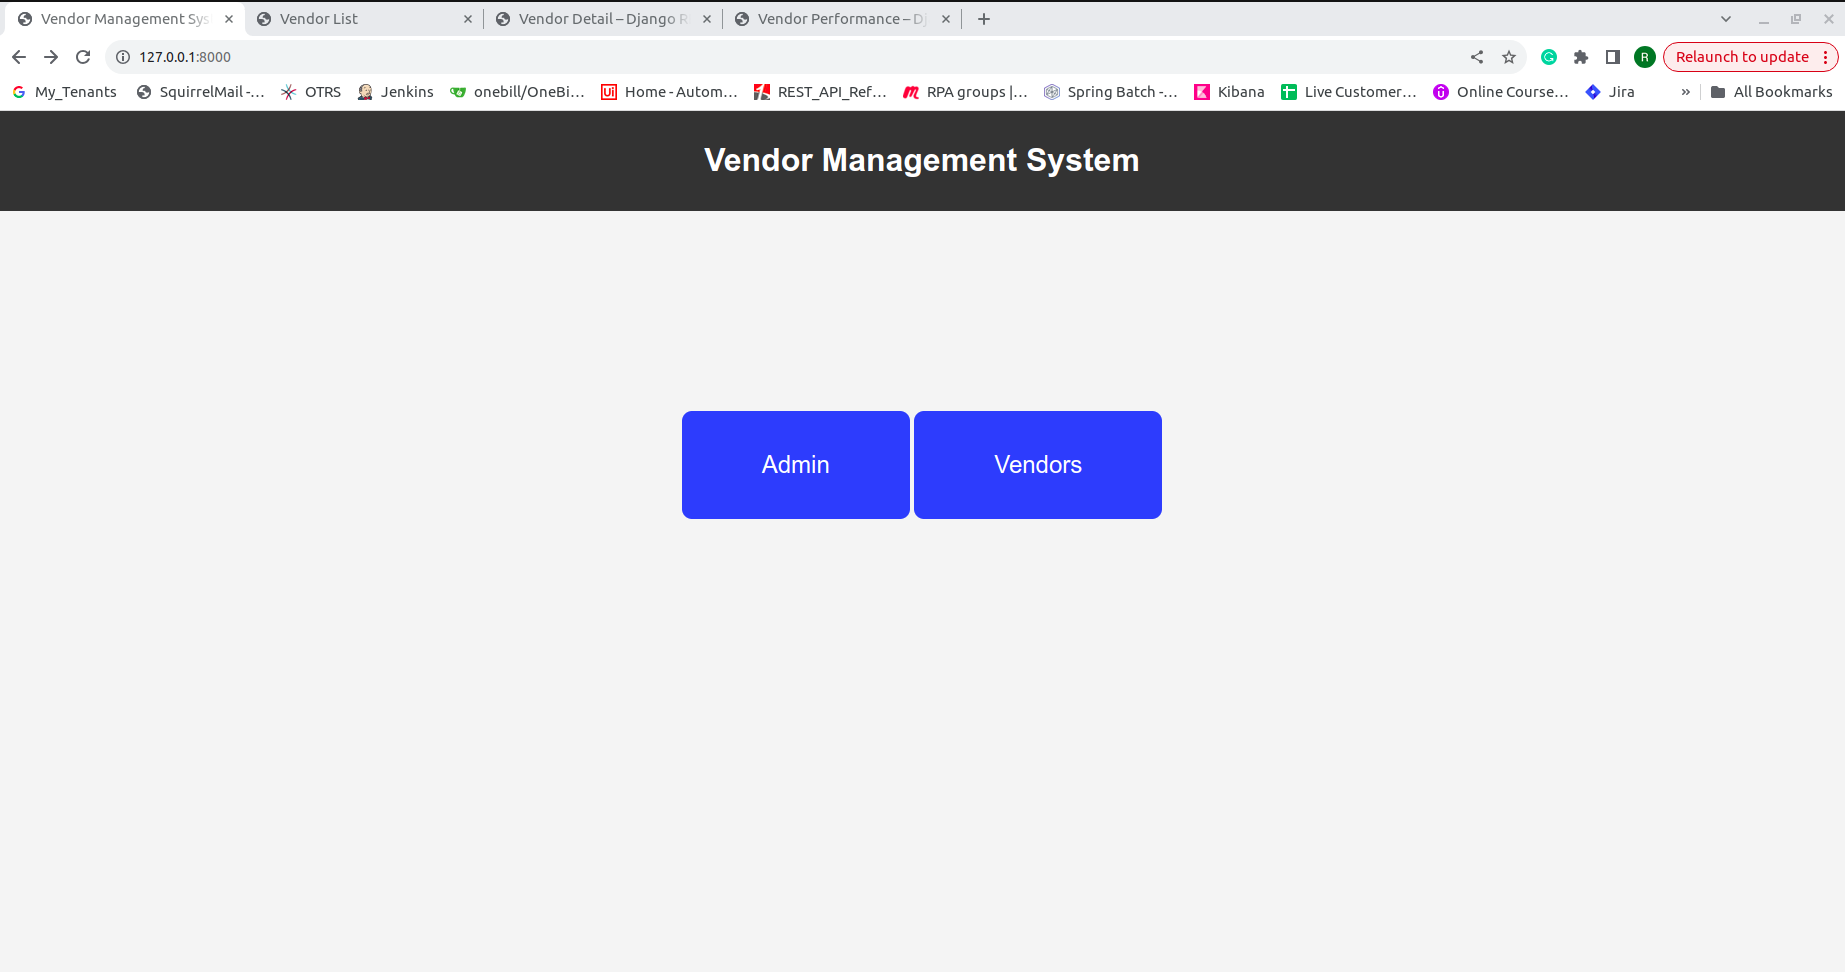 Vendor Management Sys
Vendor List
Vendor Detail – Django R
Vendor Performance – Dj
127.0.0.1:8000
R
Relaunch to update
G My_Tenants
SquirrelMail -...
OTRS
Jenkins
onebill/OneBi...
Ui Home - Autom...
REST_API_Ref...
RPA groups |...
Spring Batch -...
Kibana
Live Customer...
Online Course...
Jira
»
All Bookmarks
Vendor Management System
Admin
Vendors